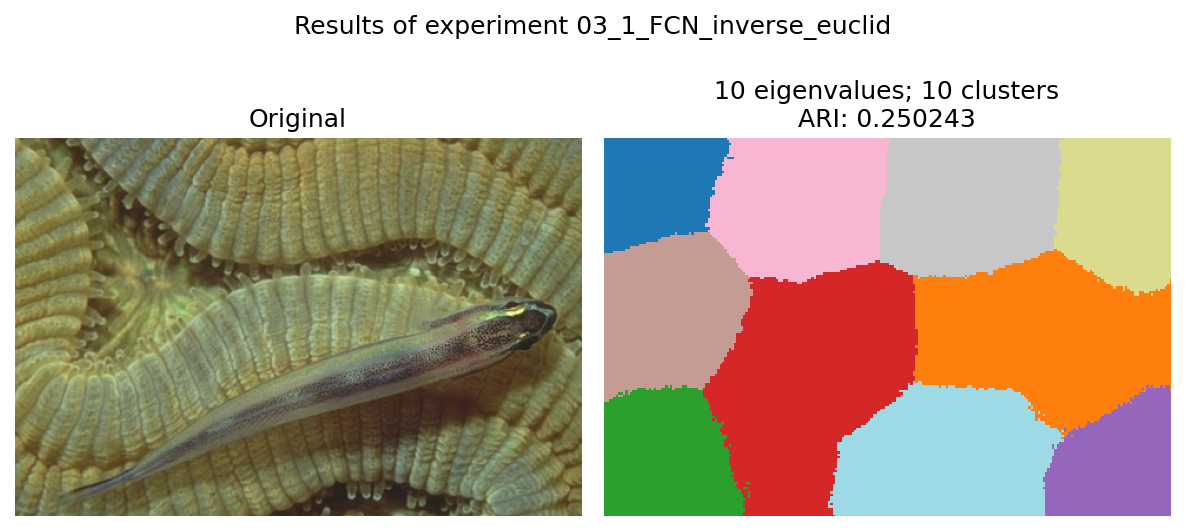 Results of experiment 03_1_FCN_inverse_euclid
Original
10 eigenvalues; 10 clusters
ARI: 0.250243